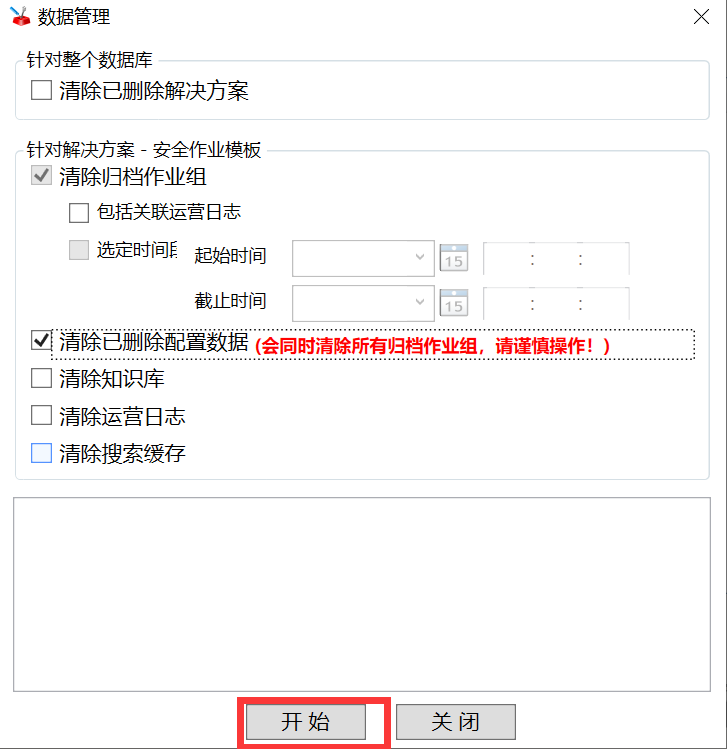 数据管理
针对整个数据库
清除已删除解决方案
针对解决方案 - 安全作业模板
清除归档作业组
包括关联运营日志
选定时间 起始时间 15 : :
截止时间 15 : :
清除已删除配置数据 (会同时清除所有归档作业组，请谨慎操作！)
清除知识库
清除运营日志
清除搜索缓存
开 始 关 闭